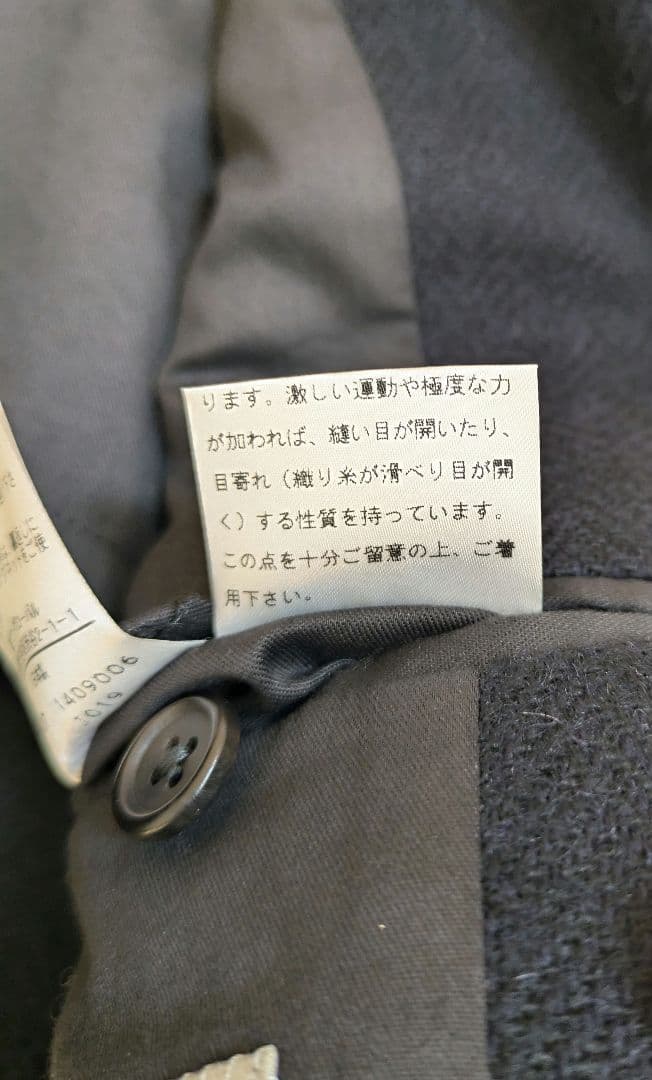 ります。激しい運動や極度な力
が加われば、縫い目が開いたり、
目寄れ（織り糸が滑べり目が開
く）する性質を持っています。
この点を十分ご留意の上、ご着
用下さい。
1409006